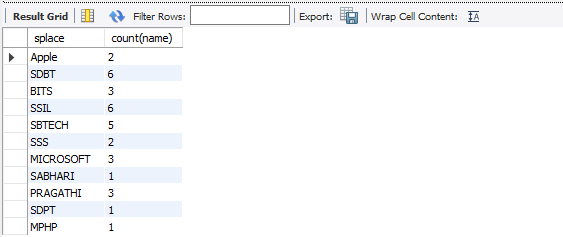 Result Grid Filter Rows: Export: Wrap Cell Content: IA
splace count(name)
Apple 2
SDBT 6
BITS 3
SSIL 6
SBTECH 5
SSS 2
MICROSOFT 3
SABHARI 1
PRAGATHI 3
SDPT 1
MPHP 1